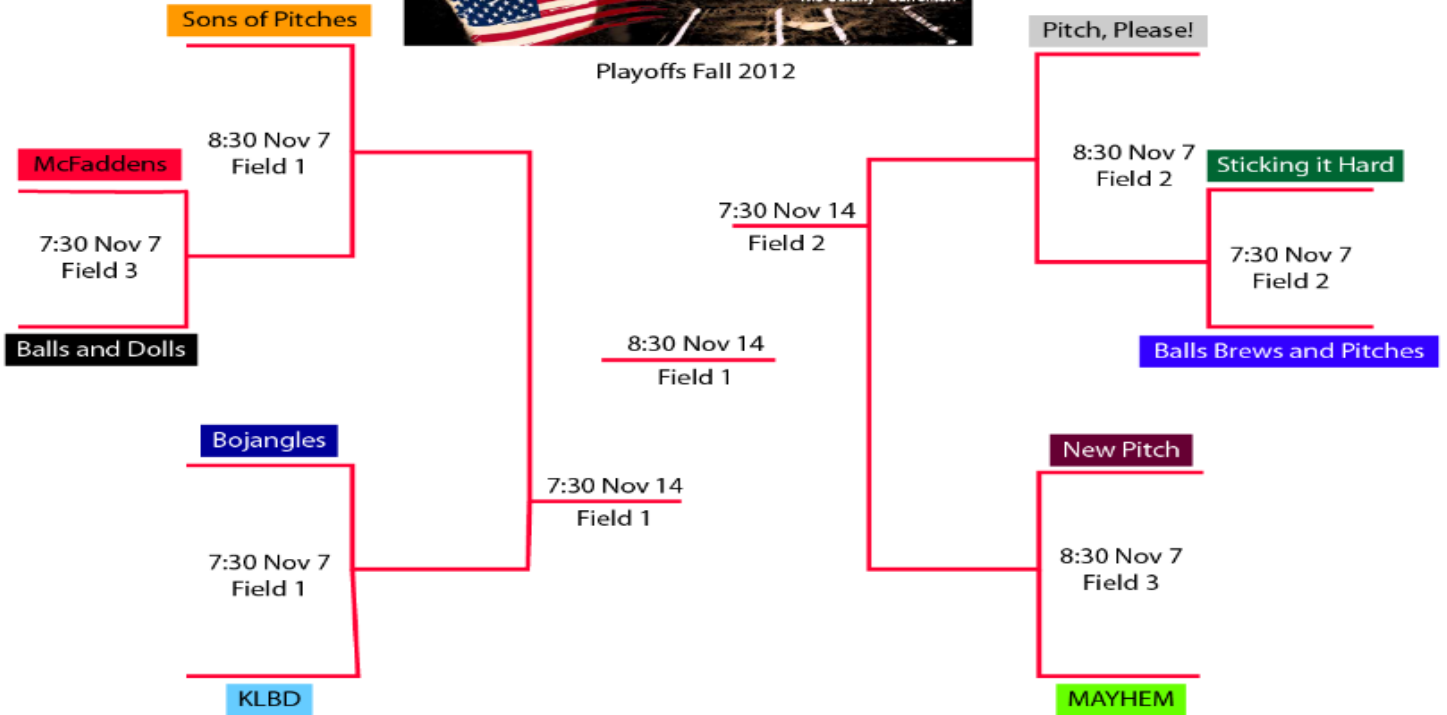 Sons of Pitches
Pitch, Please!
Playoffs Fall 2012
8:30 Nov 7
Field 1
McFaddens
8:30 Nov 7
Field 2
Sticking it Hard
7:30 Nov 7
Field 3
7:30 Nov 14
Field 2
7:30 Nov 7
Field 2
Balls and Dolls
8:30 Nov 14
Field 1
Balls Brews and Pitches
Bojangles
New Pitch
7:30 Nov 14
Field 1
7:30 Nov 7
Field 1
8:30 Nov 7
Field 3
KLBD
MAYHEM